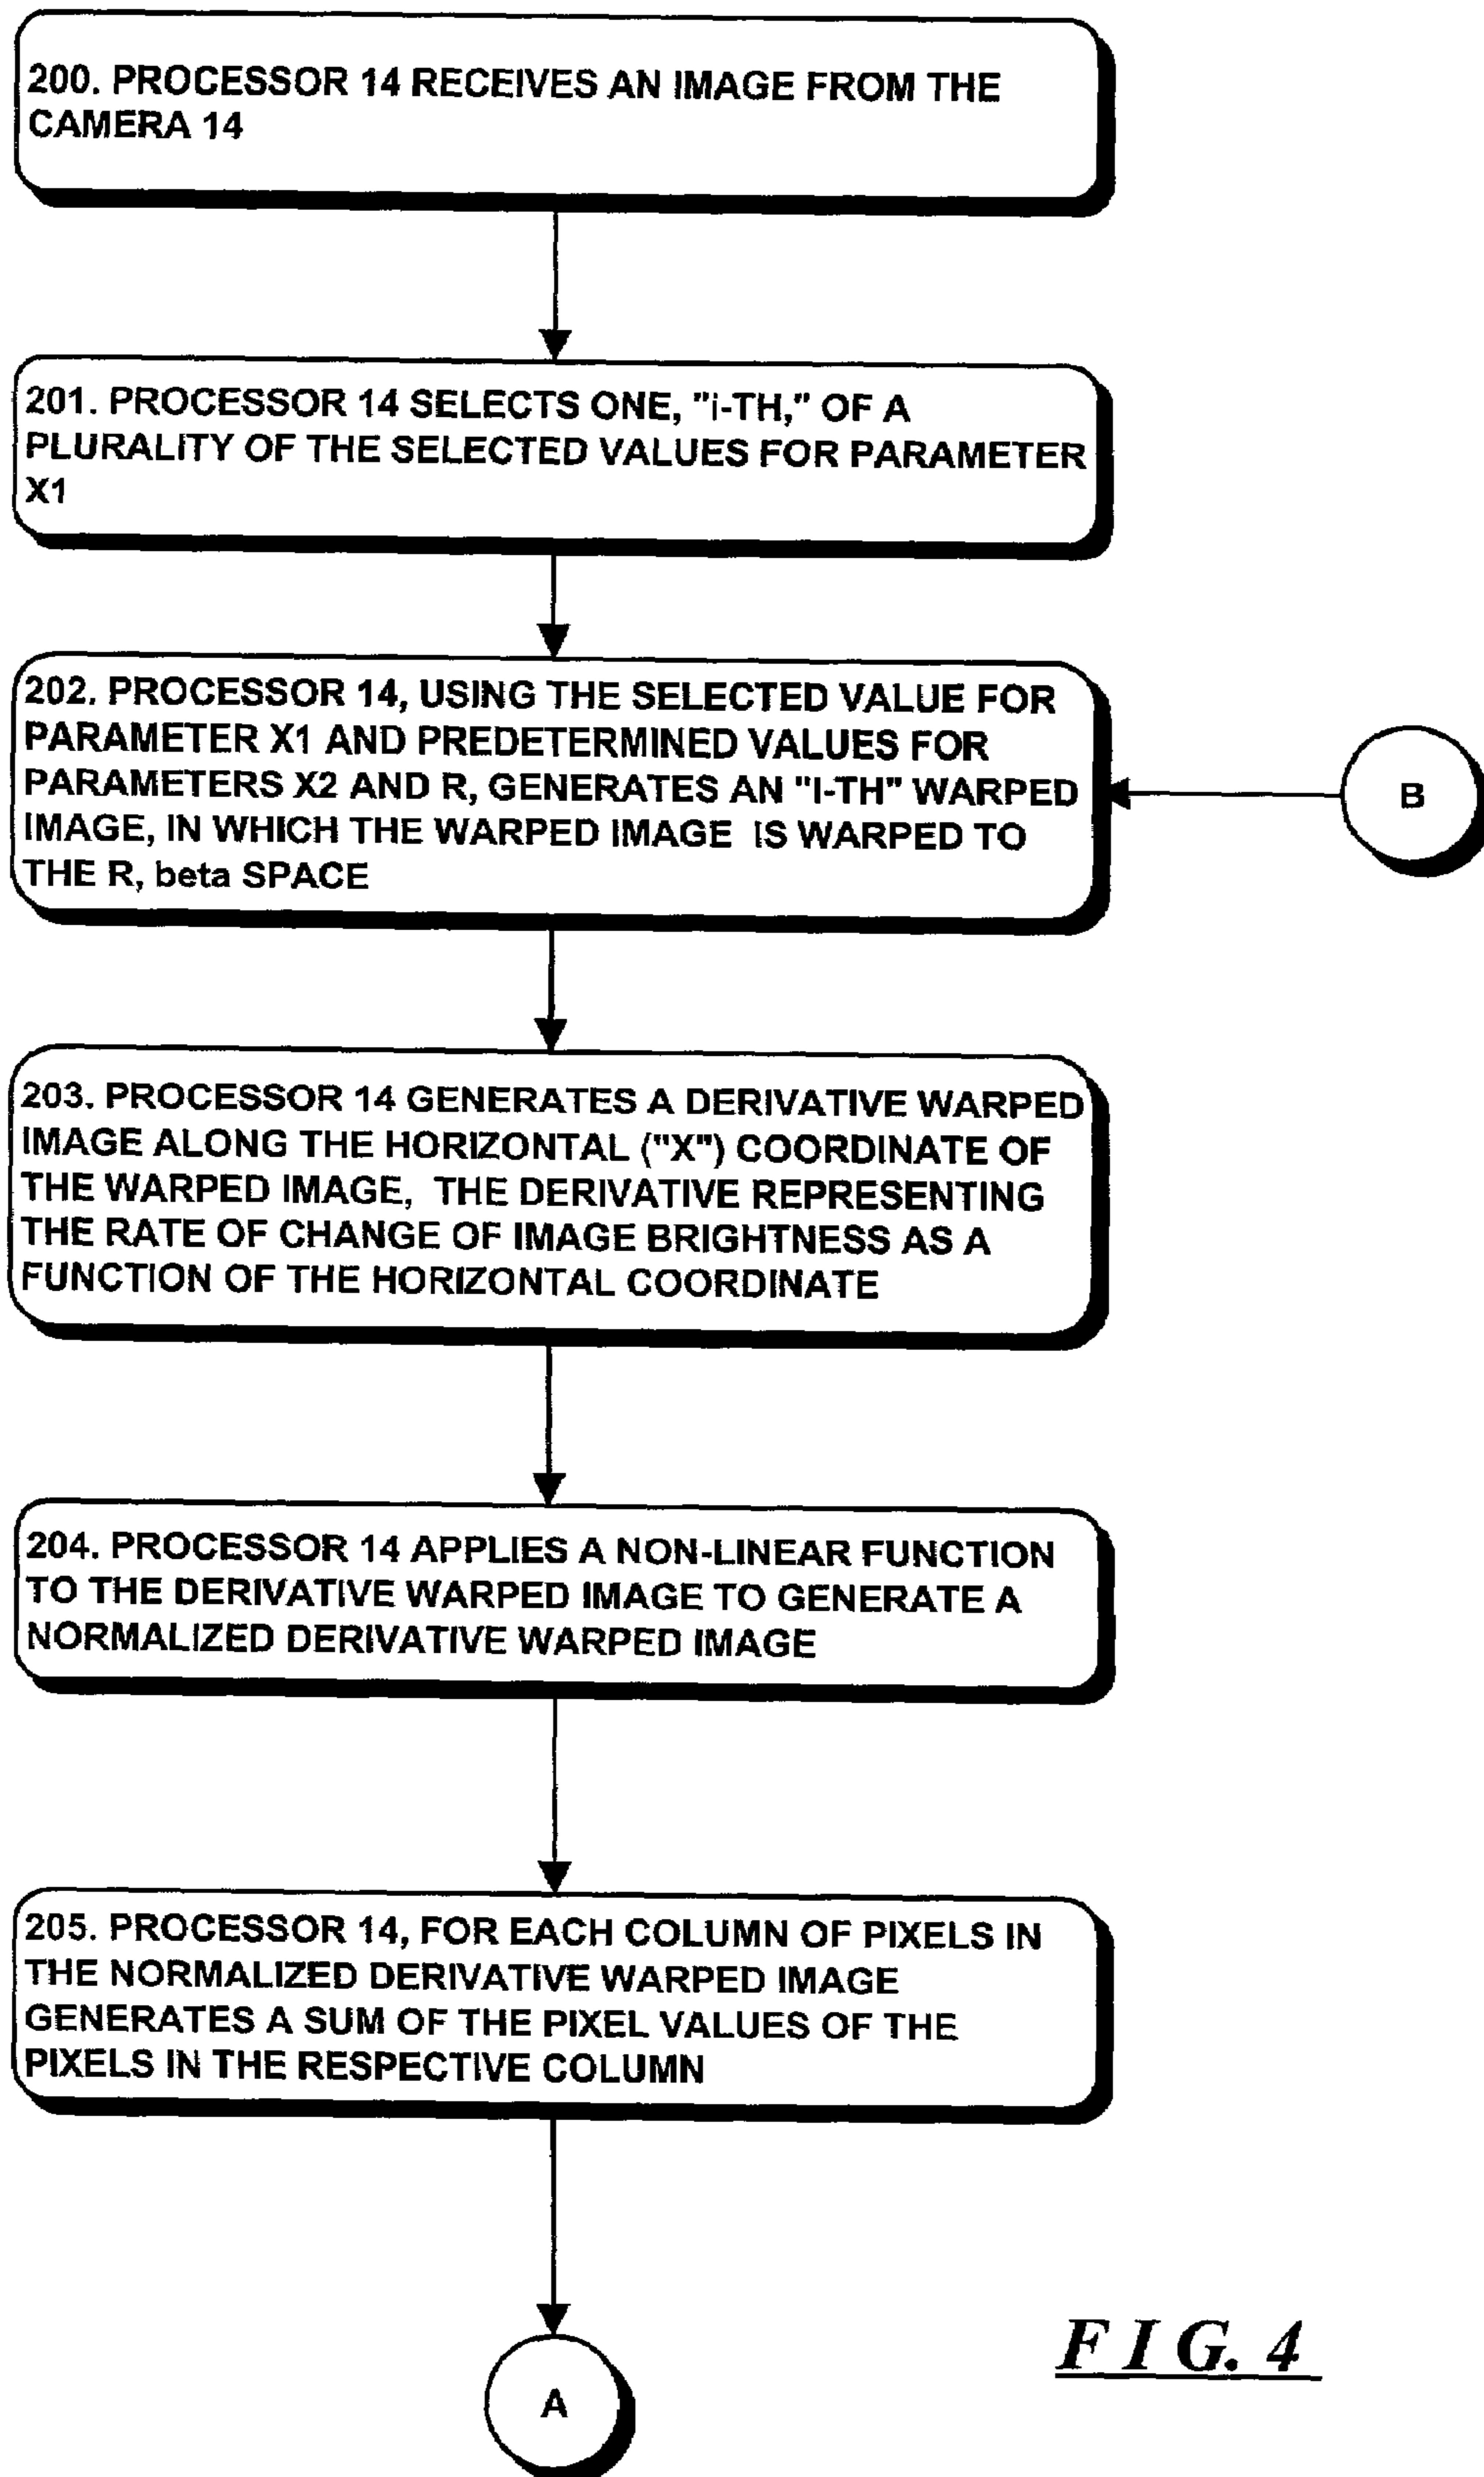 200. PROCESSOR 14 RECEIVES AN IMAGE FROM THE
CAMERA 14
201. PROCESSOR 14 SELECTS ONE, "i-TH," OF A
PLURALITY OF THE SELECTED VALUES FOR PARAMETER
X1
202. PROCESSOR 14, USING THE SELECTED VALUE FOR
PARAMETER X1 AND PREDETERMINED VALUES FOR
PARAMETERS X2 AND R, GENERATES AN "I-TH" WARPED
IMAGE, IN WHICH THE WARPED IMAGE IS WARPED TO
THE R, beta SPACE
B
203. PROCESSOR 14 GENERATES A DERIVATIVE WARPED
IMAGE ALONG THE HORIZONTAL ("X") COORDINATE OF
THE WARPED IMAGE, THE DERIVATIVE REPRESENTING
THE RATE OF CHANGE OF IMAGE BRIGHTNESS AS A
FUNCTION OF THE HORIZONTAL COORDINATE
204. PROCESSOR 14 APPLIES A NON-LINEAR FUNCTION
TO THE DERIVATIVE WARPED IMAGE TO GENERATE A
NORMALIZED DERIVATIVE WARPED IMAGE
205. PROCESSOR 14, FOR EACH COLUMN OF PIXELS IN
THE NORMALIZED DERIVATIVE WARPED IMAGE
GENERATES A SUM OF THE PIXEL VALUES OF THE
PIXELS IN THE RESPECTIVE COLUMN
FIG. 4
A